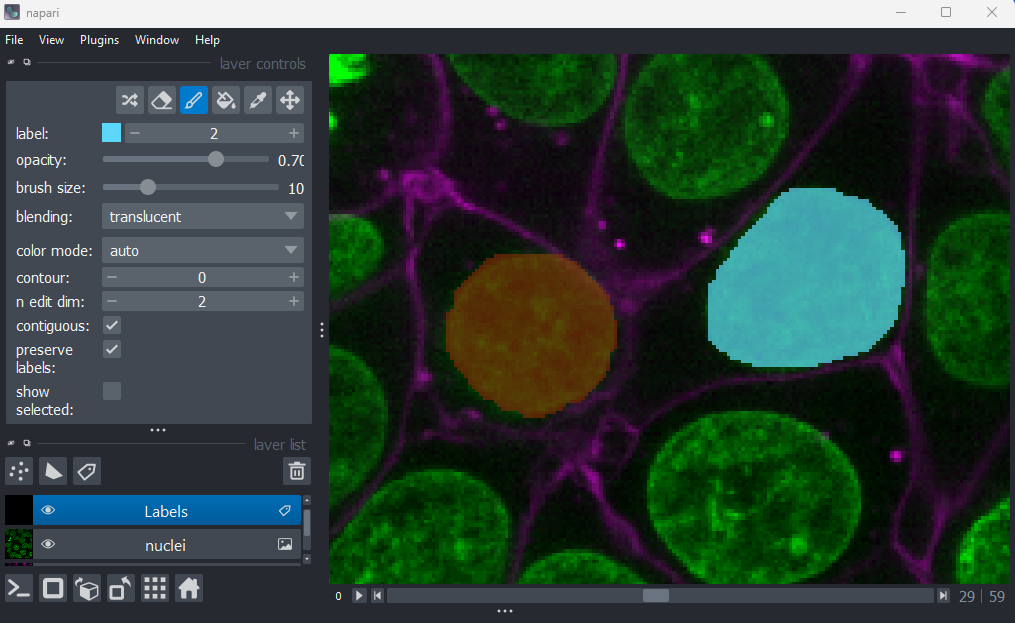 napari
File View Plugins Window Help
layer controls
label: 2
opacity: 0.70
brush size: 10
blending: translucent
color mode: auto
contour: 0
n edit dim: 2
contiguous:
preserve
labels:
show
selected:
layer list
Labels
nuclei
0 29 59